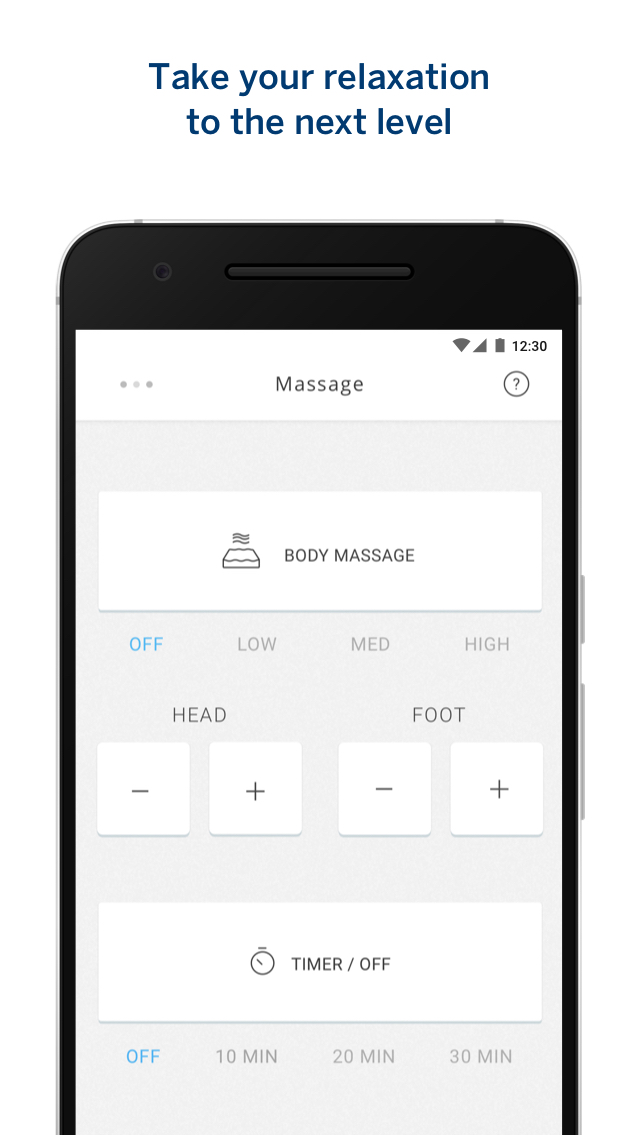 Take your relaxation
to the next level
12:30
Massage
?
BODY MASSAGE
OFF LOW MED HIGH
HEAD FOOT
− + − +
TIMER / OFF
OFF 10 MIN 20 MIN 30 MIN